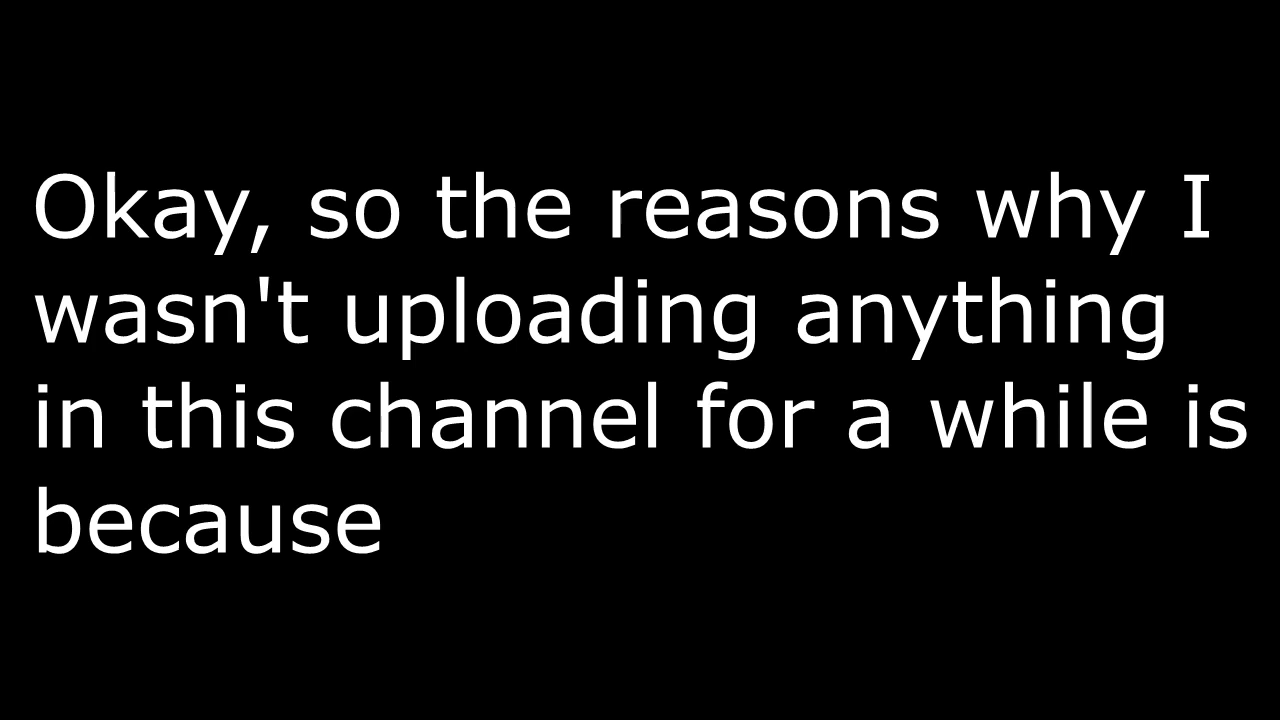 Okay, so the reasons why I
wasn't uploading anything
in this channel for a while is
because